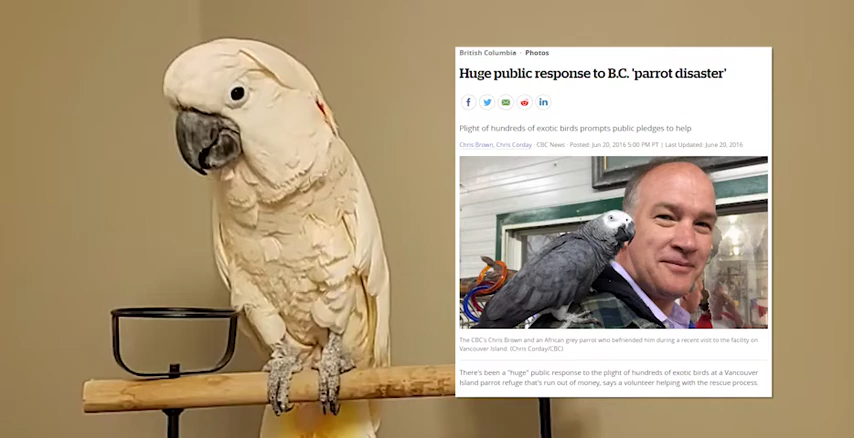 British Columbia · Photos
Huge public response to B.C. 'parrot disaster'
Plight of hundreds of exotic birds prompts public pledges to help
Chris Brown, Chris Corday · CBC News · Posted: Jun 20, 2016 5:00 PM PT | Last Updated: June 20, 2016
The CBC's Chris Brown and an African grey parrot who befriended him during a recent visit to the facility on
Vancouver Island. (Chris Corday/CBC)
There's been a "huge" public response to the plight of hundreds of exotic birds at a Vancouver
Island parrot refuge that's run out of money, says a volunteer helping with the rescue process.